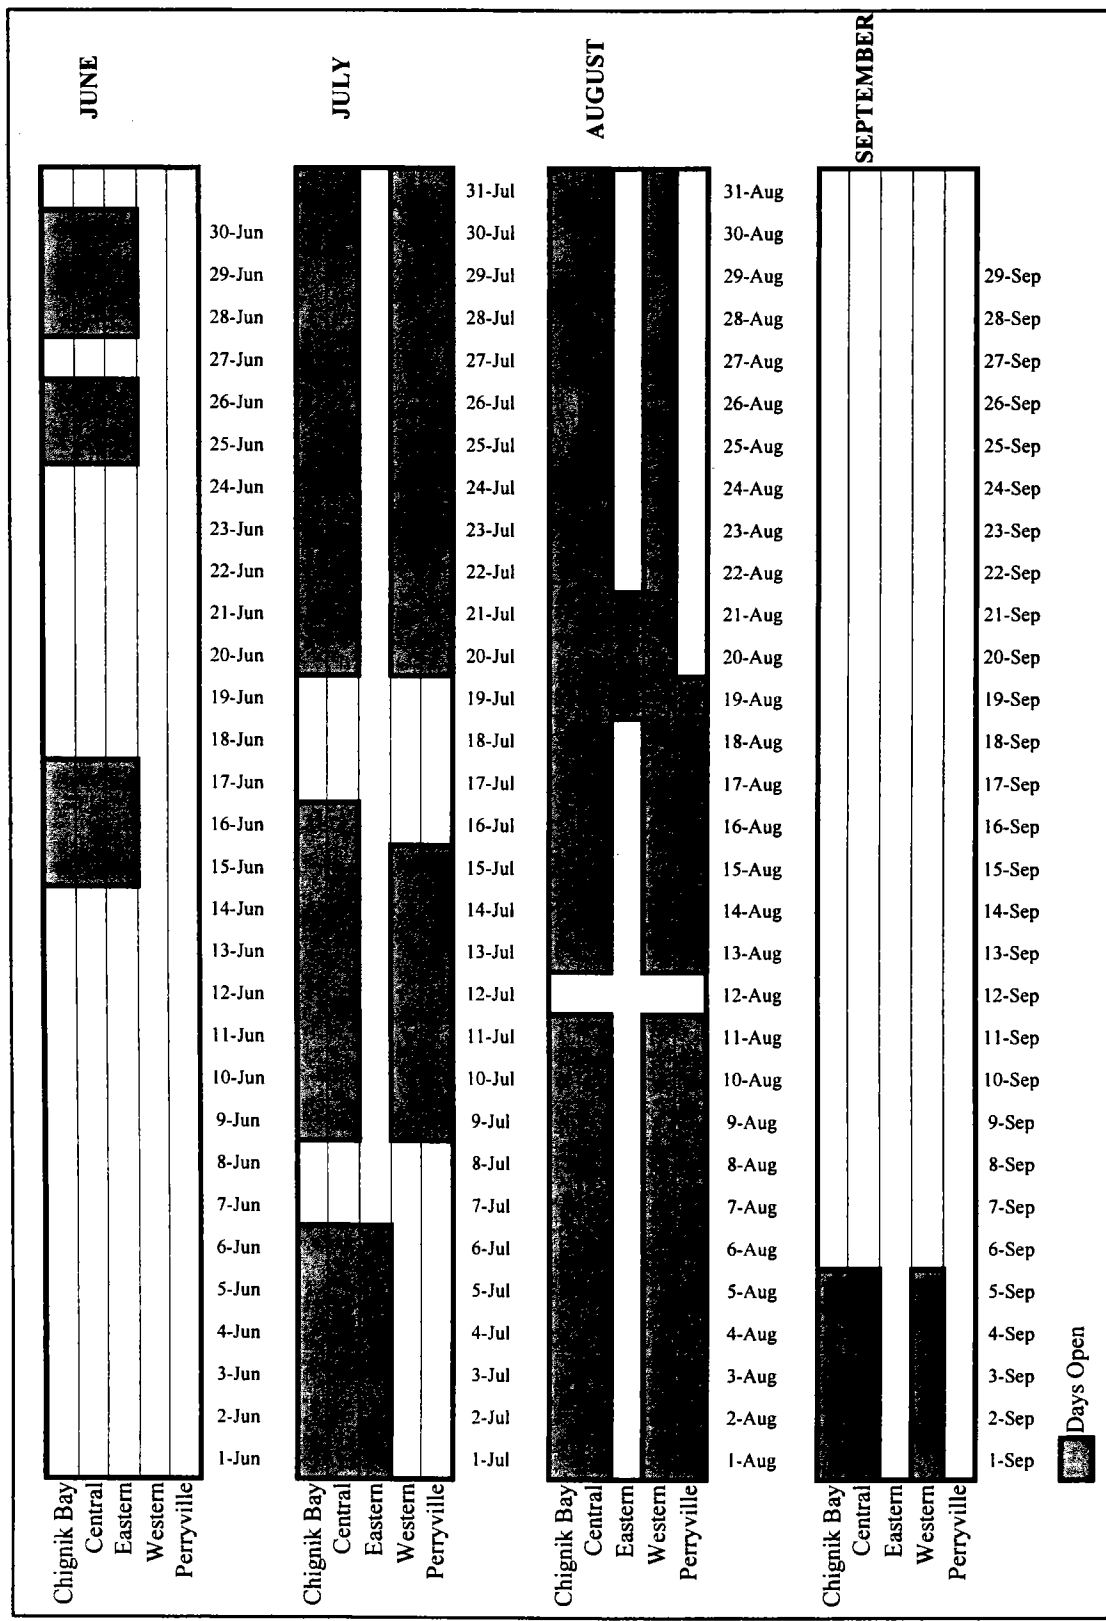 JUNE
Chignik Bay
Central
Eastern
Western
Perryville
1-Jun 2-Jun 3-Jun 4-Jun 5-Jun 6-Jun 7-Jun 8-Jun 9-Jun 10-Jun 11-Jun 12-Jun 13-Jun 14-Jun 15-Jun 16-Jun 17-Jun 18-Jun 19-Jun 20-Jun 21-Jun 22-Jun 23-Jun 24-Jun 25-Jun 26-Jun 27-Jun 28-Jun 29-Jun 30-Jun
JULY
Chignik Bay
Central
Eastern
Western
Perryville
1-Jul 2-Jul 3-Jul 4-Jul 5-Jul 6-Jul 7-Jul 8-Jul 9-Jul 10-Jul 11-Jul 12-Jul 13-Jul 14-Jul 15-Jul 16-Jul 17-Jul 18-Jul 19-Jul 20-Jul 21-Jul 22-Jul 23-Jul 24-Jul 25-Jul 26-Jul 27-Jul 28-Jul 29-Jul 30-Jul 31-Jul
AUGUST
Chignik Bay
Central
Eastern
Western
Perryville
1-Aug 2-Aug 3-Aug 4-Aug 5-Aug 6-Aug 7-Aug 8-Aug 9-Aug 10-Aug 11-Aug 12-Aug 13-Aug 14-Aug 15-Aug 16-Aug 17-Aug 18-Aug 19-Aug 20-Aug 21-Aug 22-Aug 23-Aug 24-Aug 25-Aug 26-Aug 27-Aug 28-Aug 29-Aug 30-Aug 31-Aug
SEPTEMBER
Chignik Bay
Central
Eastern
Western
Perryville
1-Sep 2-Sep 3-Sep 4-Sep 5-Sep 6-Sep 7-Sep 8-Sep 9-Sep 10-Sep 11-Sep 12-Sep 13-Sep 14-Sep 15-Sep 16-Sep 17-Sep 18-Sep 19-Sep 20-Sep 21-Sep 22-Sep 23-Sep 24-Sep 25-Sep 26-Sep 27-Sep 28-Sep 29-Sep
Days Open